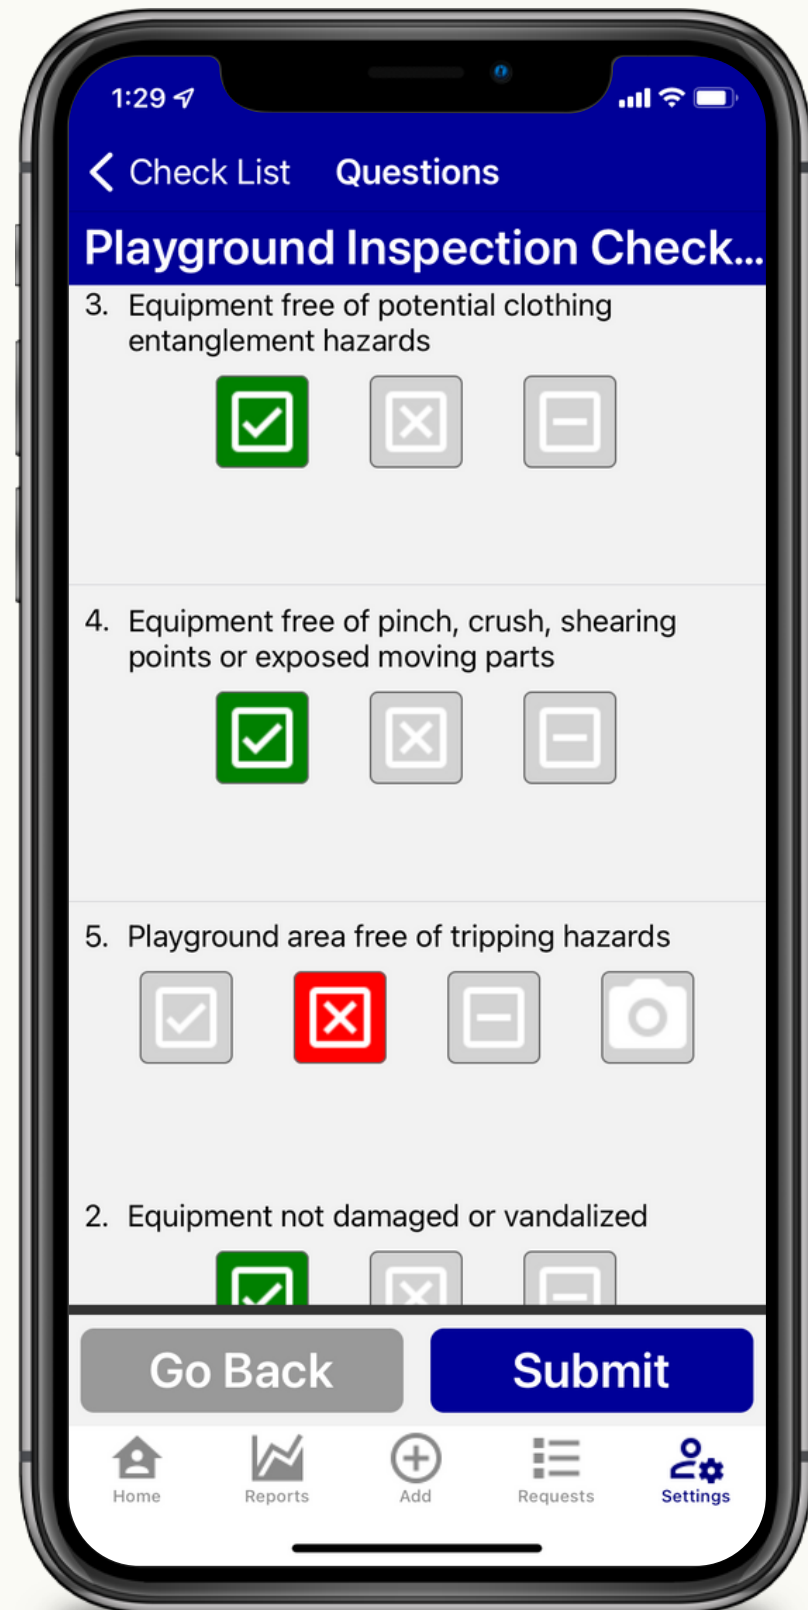 1:29
Check List Questions
Playground Inspection Check...
3. Equipment free of potential clothing
entanglement hazards
4. Equipment free of pinch, crush, shearing
points or exposed moving parts
5. Playground area free of tripping hazards
2. Equipment not damaged or vandalized
Go Back Submit
Home Reports Add Requests Settings